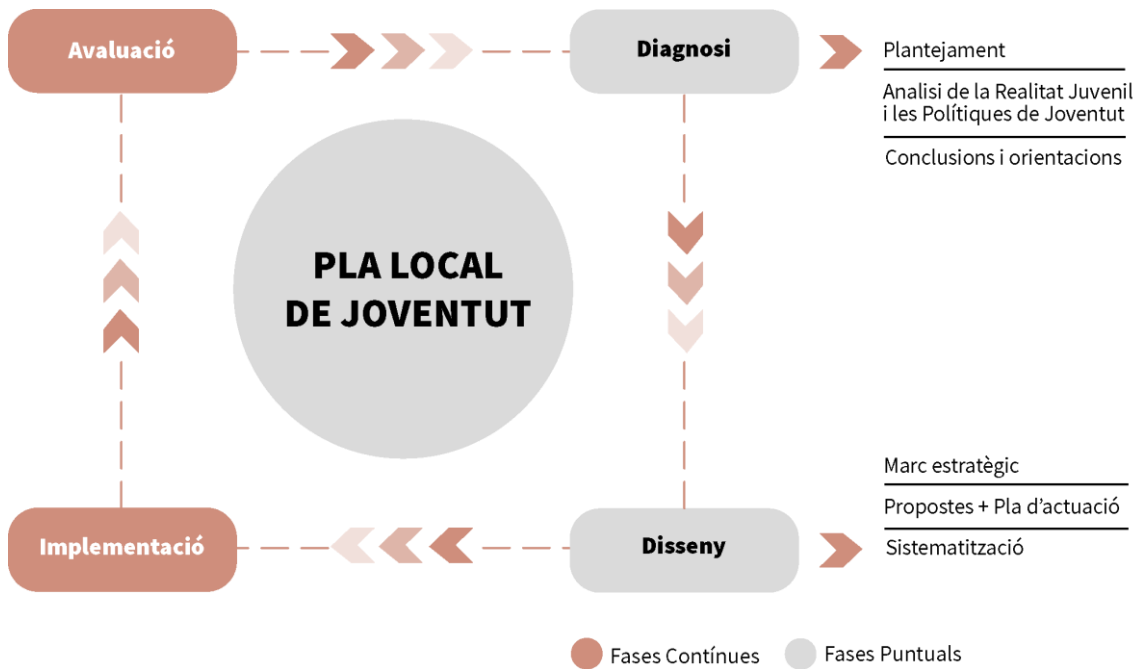 Avaluació
Diagnosi
Plantejament
Analisi de la Realitat Juvenil
i les Polítiques de Joventut
Conclusions i orientacions
PLA LOCAL
DE JOVENTUT
Implementació
Disseny
Marc estratègic
Propostes + Pla d'actuació
Sistematització
Fases Contínues
Fases Puntuals